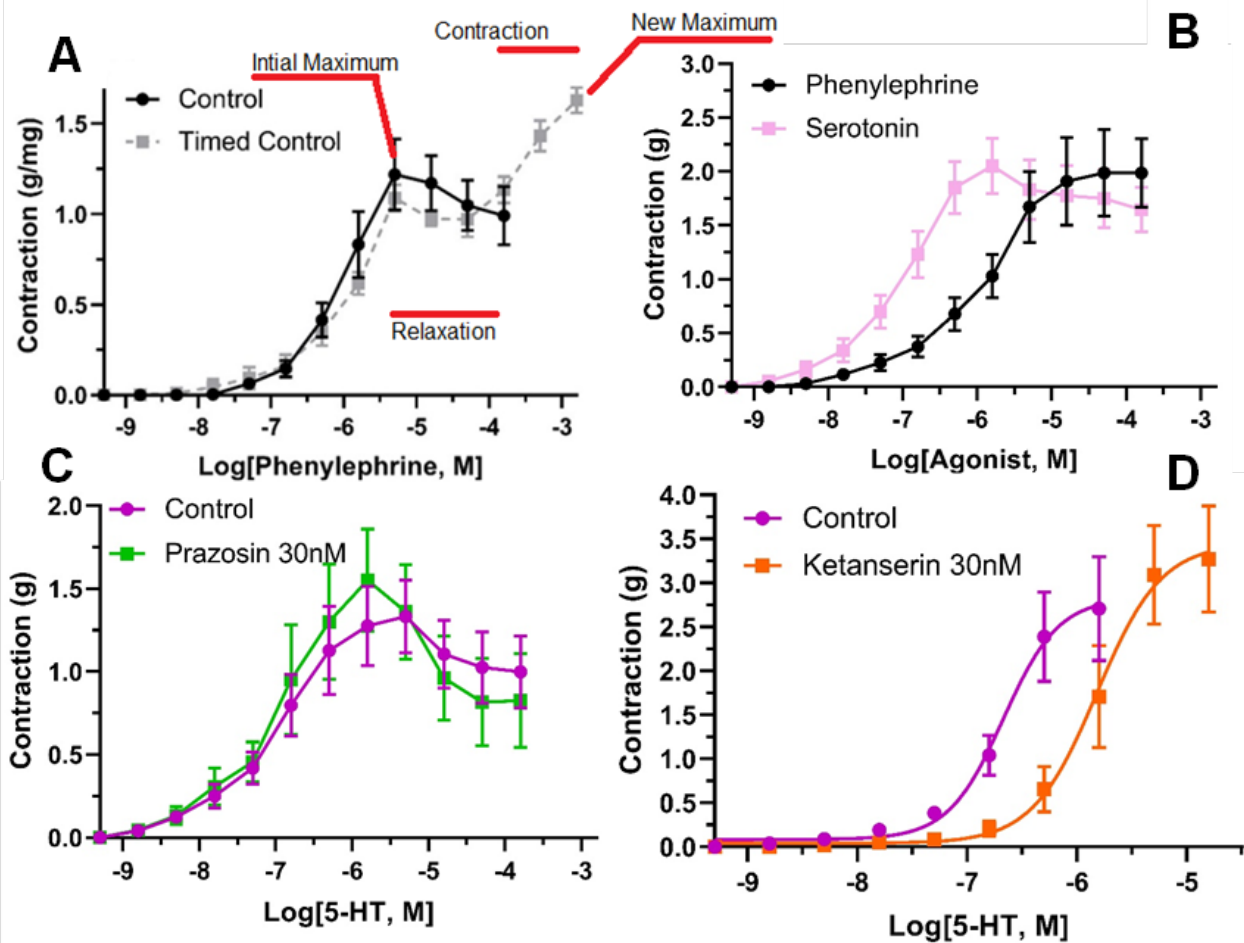 A
Contraction
New Maximum
Intial Maximum
Control
Timed Control
Relaxation
Contraction (g/mg)
1.5
1.0
0.5
0.0
-9 -8 -7 -6 -5 -4 -3
Log[Phenylephrine, M]
B
Phenylephrine
Serotonin
Contraction (g)
3.0
2.5
2.0
1.5
1.0
0.5
0.0
-9 -8 -7 -6 -5 -4 -3
Log[Agonist, M]
C
Control
Prazosin 30nM
Contraction (g)
2.0
1.5
1.0
0.5
0.0
-9 -8 -7 -6 -5 -4 -3
Log[5-HT, M]
D
Control
Ketanserin 30nM
Contraction (g)
4.0
3.5
3.0
2.5
2.0
1.5
1.0
0.5
0.0
-9 -8 -7 -6 -5
Log[5-HT, M]